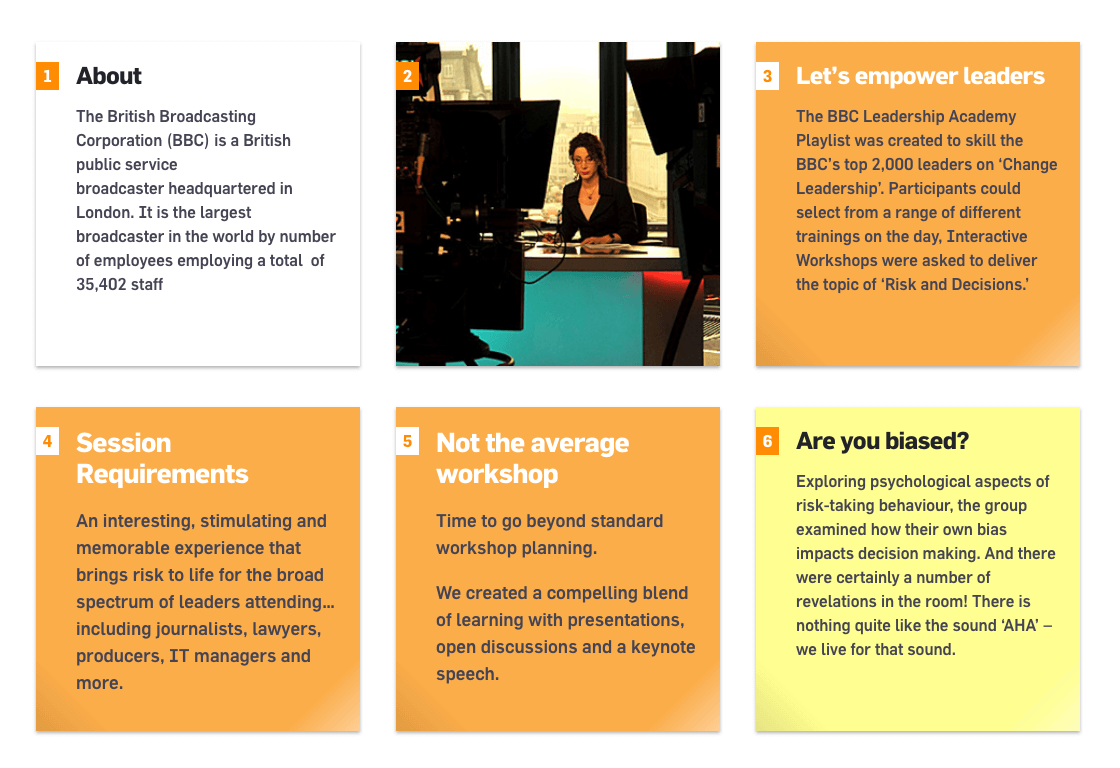 1
About
The British Broadcasting
Corporation (BBC) is a British
public service
broadcaster headquartered in
London. It is the largest
broadcaster in the world by number
of employees employing a total  of
35,402 staff
2
3
Let's empower leaders
The BBC Leadership Academy
Playlist was created to skill the
BBC's top 2,000 leaders on ‘Change
Leadership’. Participants could
select from a range of different
trainings on the day, Interactive
Workshops were asked to deliver
the topic of ‘Risk and Decisions.’
4
Session
Requirements
An interesting, stimulating and
memorable experience that
brings risk to life for the broad
spectrum of leaders attending...
including journalists, lawyers,
producers, IT managers and
more.
5
Not the average
workshop
Time to go beyond standard
workshop planning.
We created a compelling blend
of learning with presentations,
open discussions and a keynote
speech.
6
Are you biased?
Exploring psychological aspects of
risk-taking behaviour, the group
examined how their own bias
impacts decision making. And there
were certainly a number of
revelations in the room! There is
nothing quite like the sound ‘AHA’ –
we live for that sound.